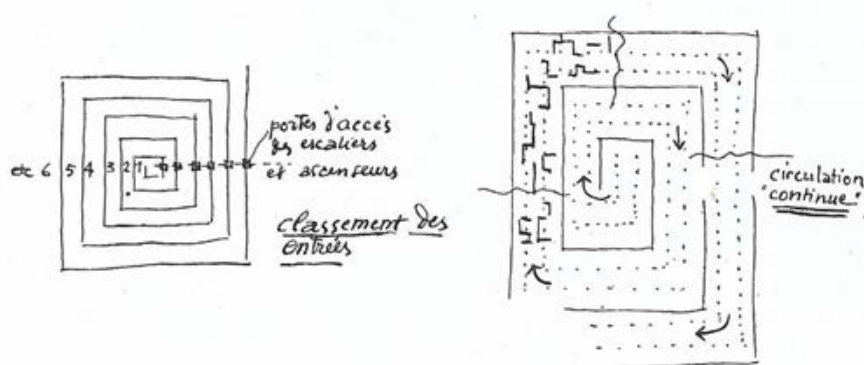 portes d'accès
des escaliers
etc 6 5 4 3 2 1
et ascenseurs
classement des
entrées
circulation
"continue"